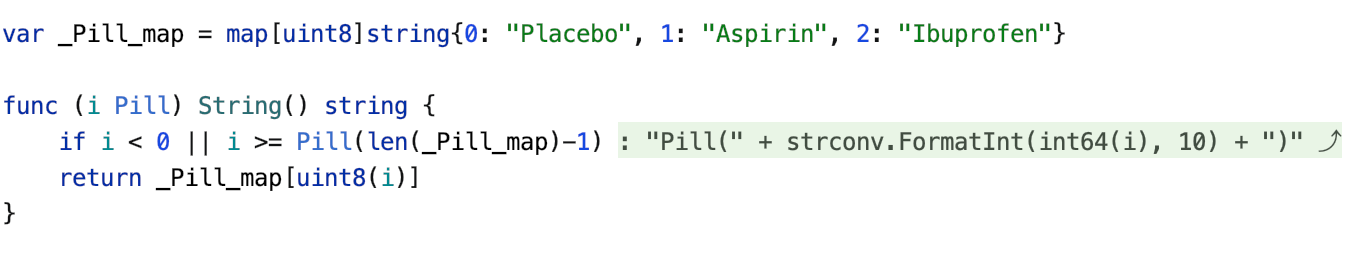 var _Pill_map = map[uint8]string{0: "Placebo", 1: "Aspirin", 2: "Ibuprofen"}
func (i Pill) String() string {
    if i < 0 || i >= Pill(len(_Pill_map)-1) : "Pill(" + strconv.FormatInt(int64(i), 10) + ")" ⤴
    return _Pill_map[uint8(i)]
}